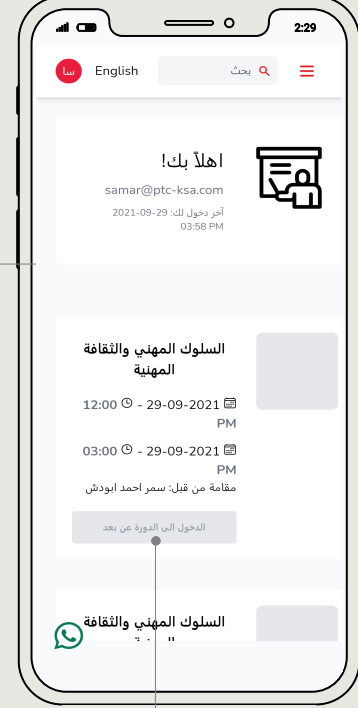 2:29
بحث
English
سا
اهلاً بك!
samar@ptc-ksa.com
آخر دخول لك: 29-09-2021
03:58 PM
السلوك المهني والثقافة
المهنية
29-09-2021 - 12:00
PM
29-09-2021 - 03:00
PM
مقامة من قبل: سمر احمد ابودش
الدخول الى الدورة عن بعد
السلوك المهني والثقافة